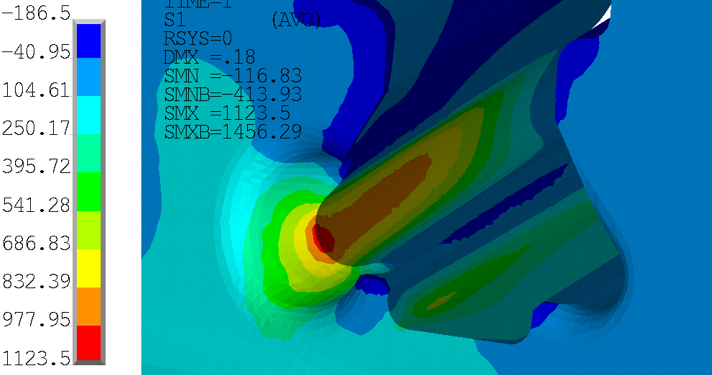 -186.5
-40.95
104.61
250.17
395.72
541.28
686.83
832.39
977.95
1123.5
TIME=1
S1 (AVG)
RSYS=0
DMX =.18
SMN =-116.83
SMNB=-413.93
SMX =1123.5
SMXB=1456.29